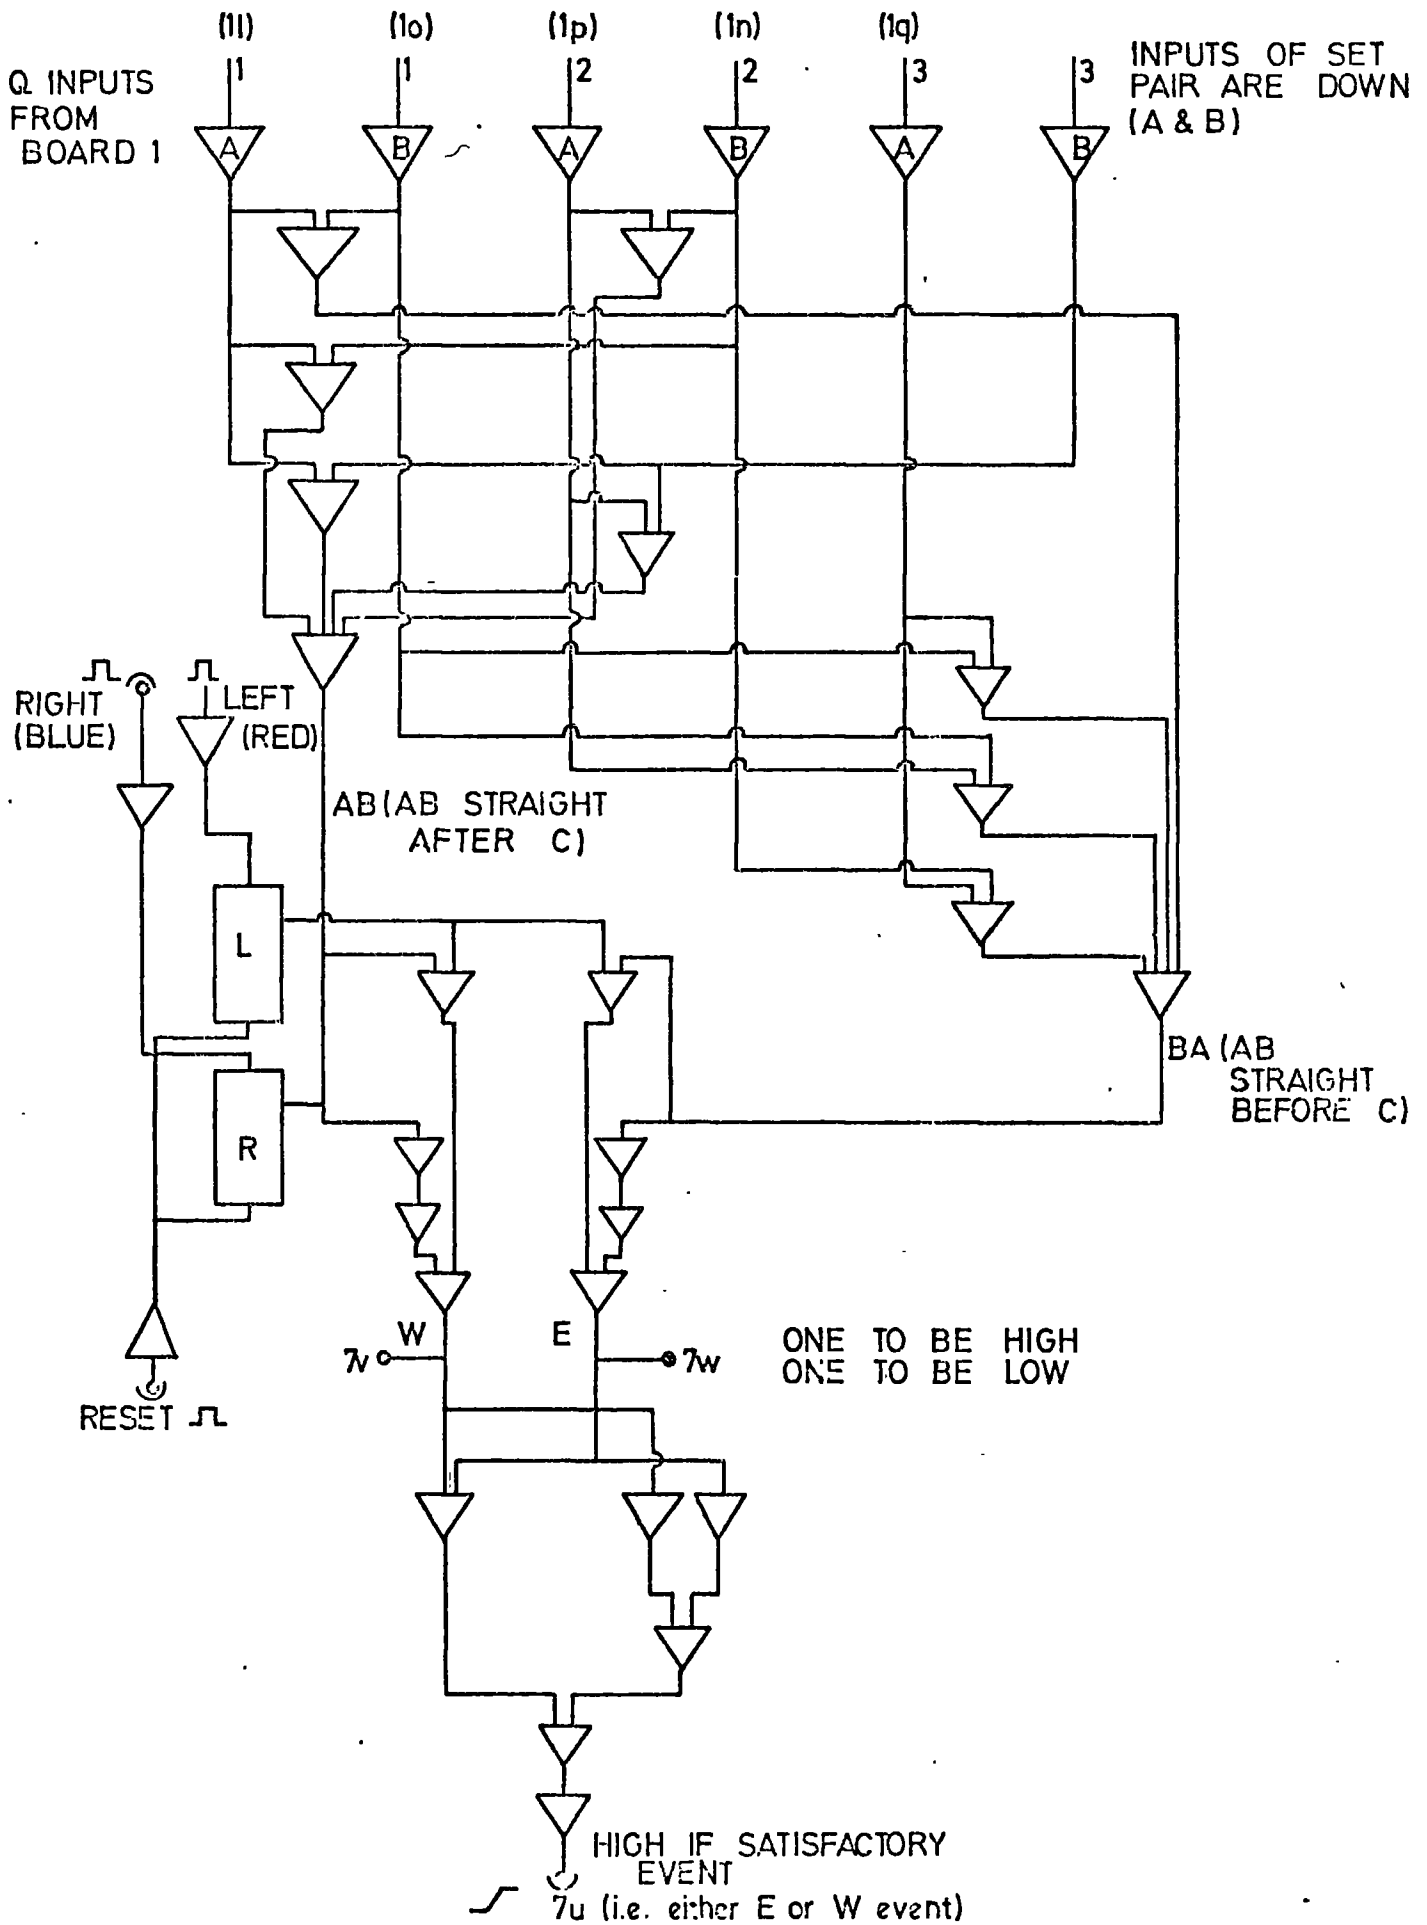 (1l) (1o) (1p) (1n) (1q)
Q INPUTS
FROM
BOARD 1
1 1 2 2 3 3
INPUTS OF SET
PAIR ARE DOWN
(A & B)
A B A B A B
RIGHT
(BLUE)
LEFT
(RED)
AB (AB STRAIGHT
AFTER C)
L
R
BA (AB
STRAIGHT
BEFORE C)
W E
7v 7w
ONE TO BE HIGH
ONE TO BE LOW
RESET
HIGH IF SATISFACTORY
EVENT
7u (i.e. either E or W event)